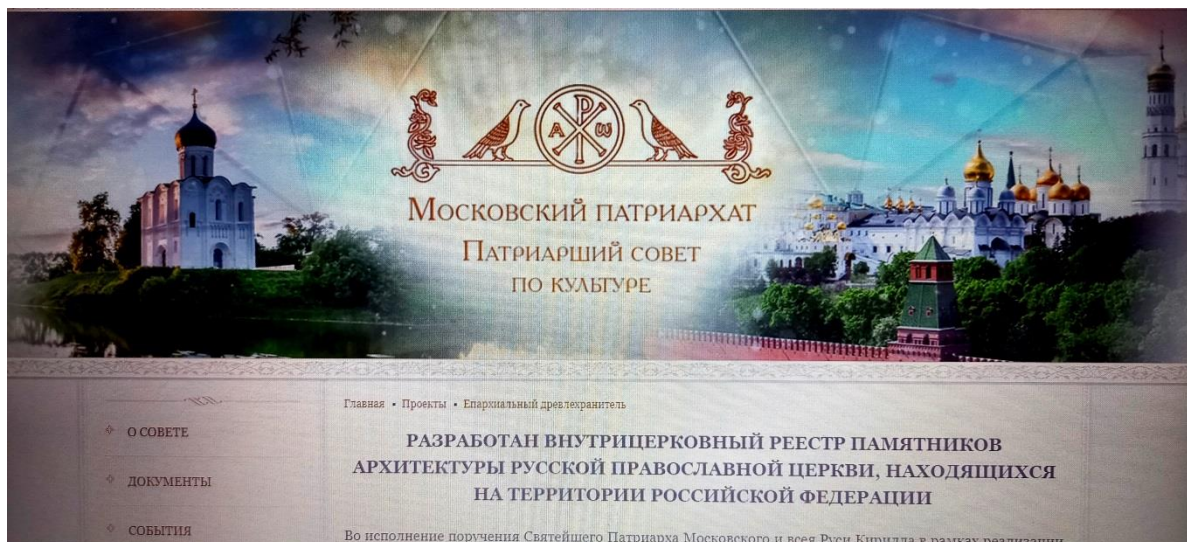 А Р W
Московский патриархат
Патриарший совет
по культуре
Главная • Проекты • Епархиальный древлехранитель
О СОВЕТЕ
ДОКУМЕНТЫ
СОБЫТИЯ
РАЗРАБОТАН ВНУТРИЦЕРКОВНЫЙ РЕЕСТР ПАМЯТНИКОВ
АРХИТЕКТУРЫ РУССКОЙ ПРАВОСЛАВНОЙ ЦЕРКВИ, НАХОДЯЩИХСЯ
НА ТЕРРИТОРИИ РОССИЙСКОЙ ФЕДЕРАЦИИ
Во исполнение поручения Святейшего Патриарха Московского и всея Руси Кирилла в рамках реализации